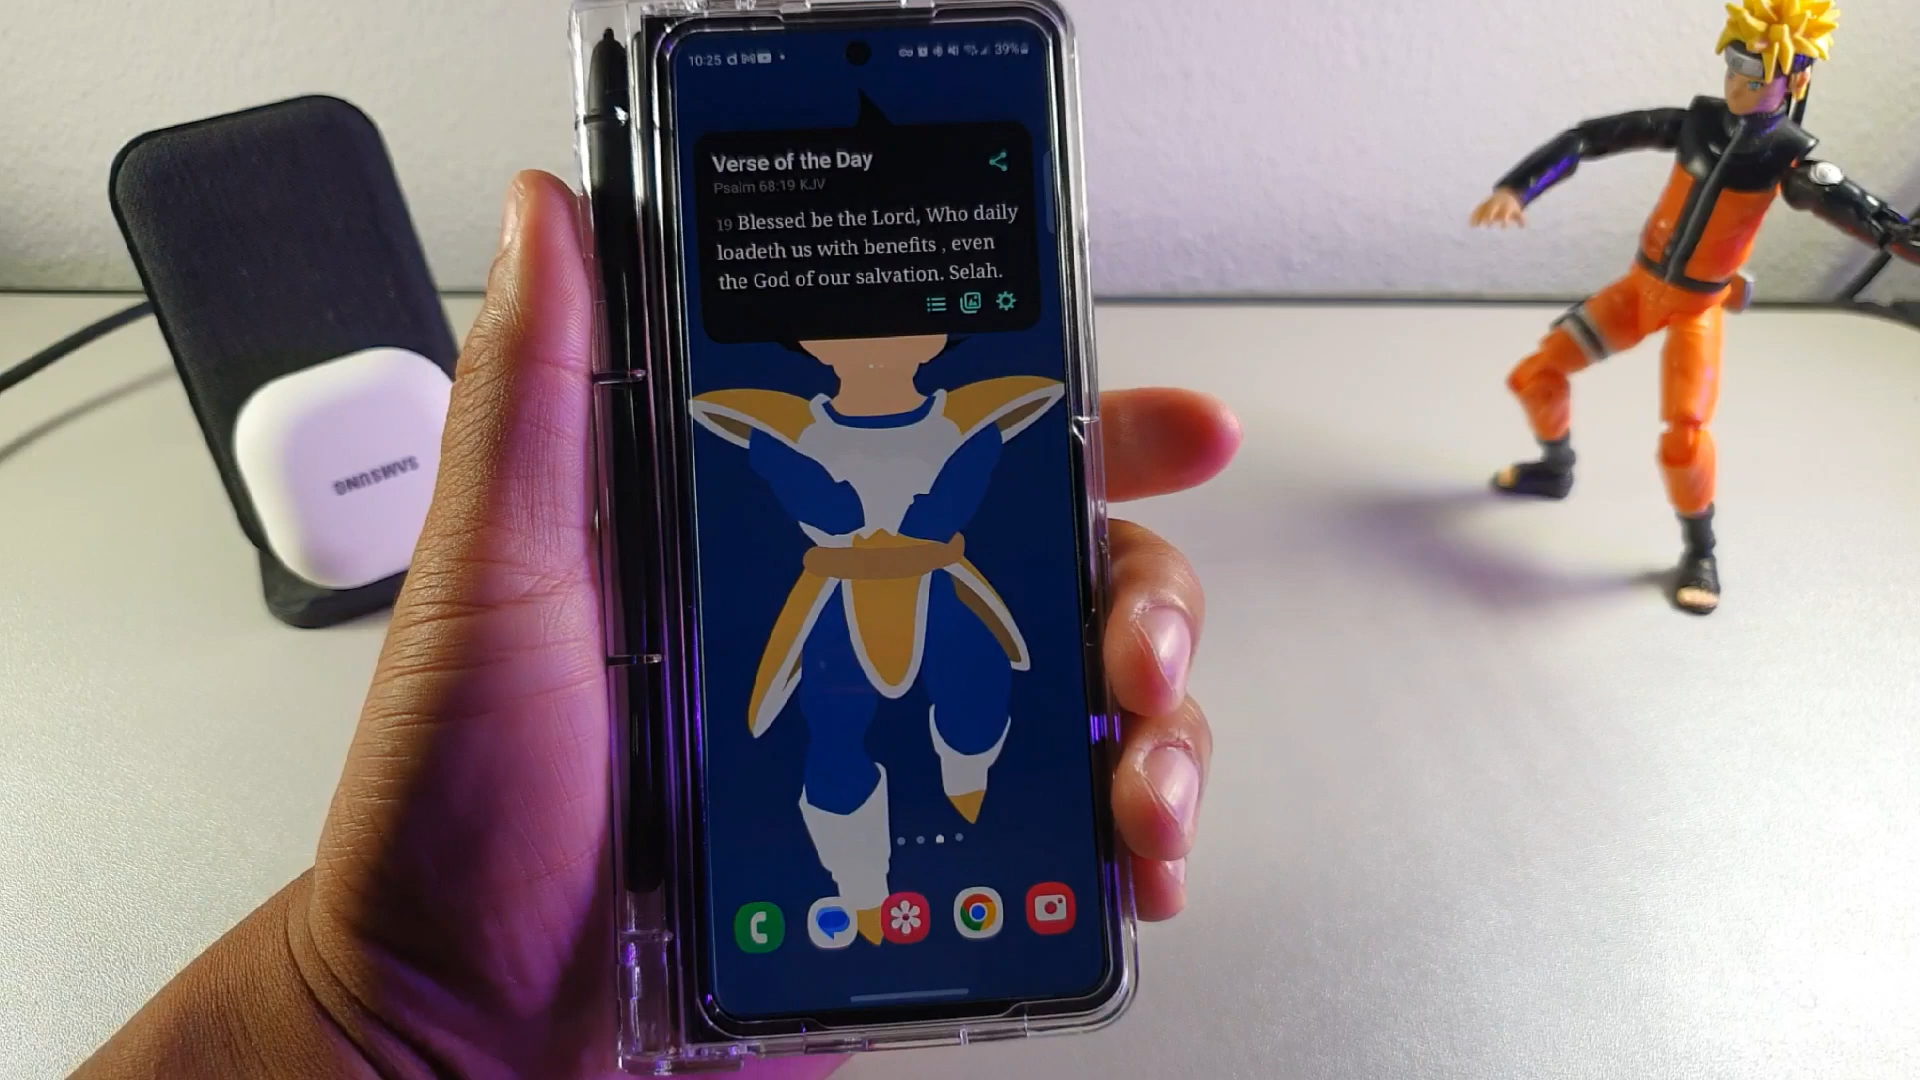 10:25
39%
Verse of the Day
Psalm 68:19 KJV
19 Blessed be the Lord, Who daily
loadeth us with benefits , even
the God of our salvation. Selah.
SAMSUNG